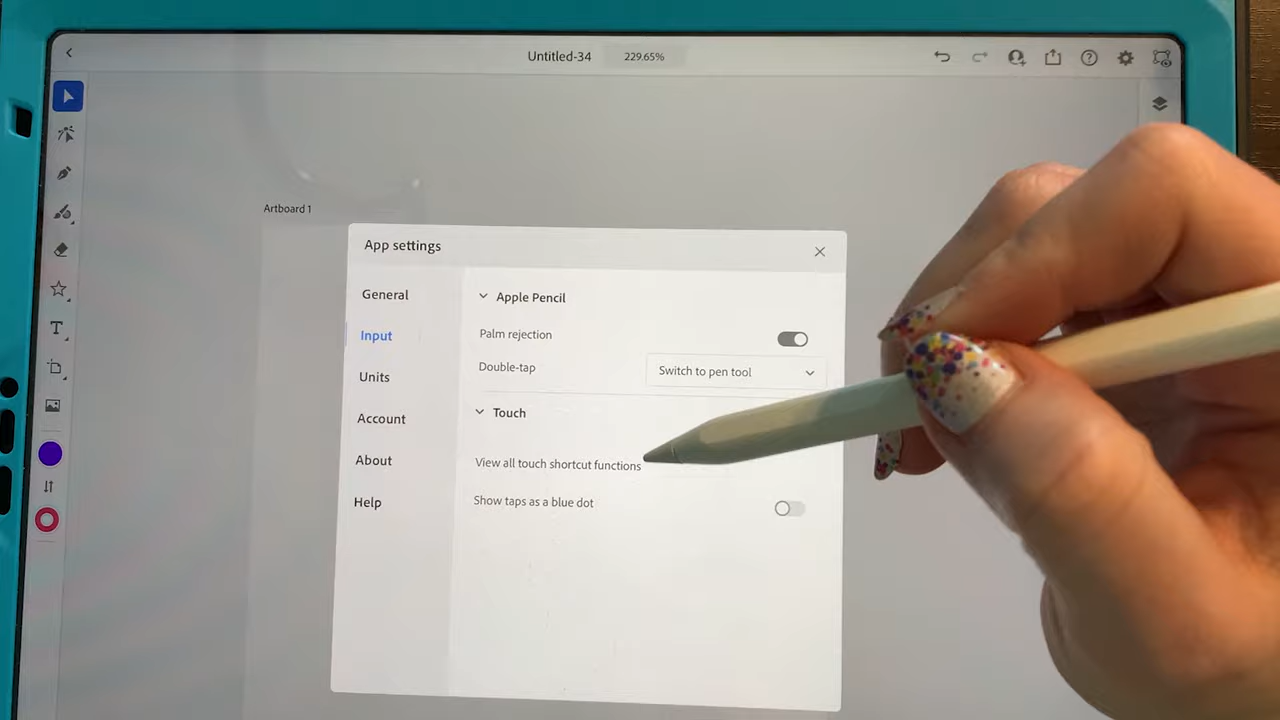 Untitled-34 229.65%
Artboard 1
App settings
General
Input
Units
Account
About
Help
Apple Pencil
Palm rejection
Double-tap Switch to pen tool
Touch
View all touch shortcut functions
Show taps as a blue dot